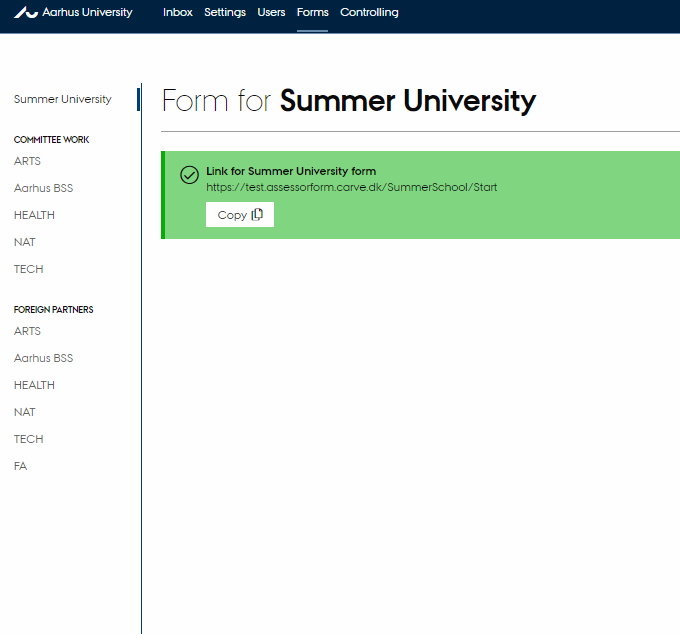 Aarhus University Inbox Settings Users Forms Controlling
Summer University
COMMITTEE WORK
ARTS
Aarhus BSS
HEALTH
NAT
TECH
FOREIGN PARTNERS
ARTS
Aarhus BSS
HEALTH
NAT
TECH
FA
Form for Summer University
Link for Summer University form
https://test.assessorform.carve.dk/SummerSchool/Start
Copy